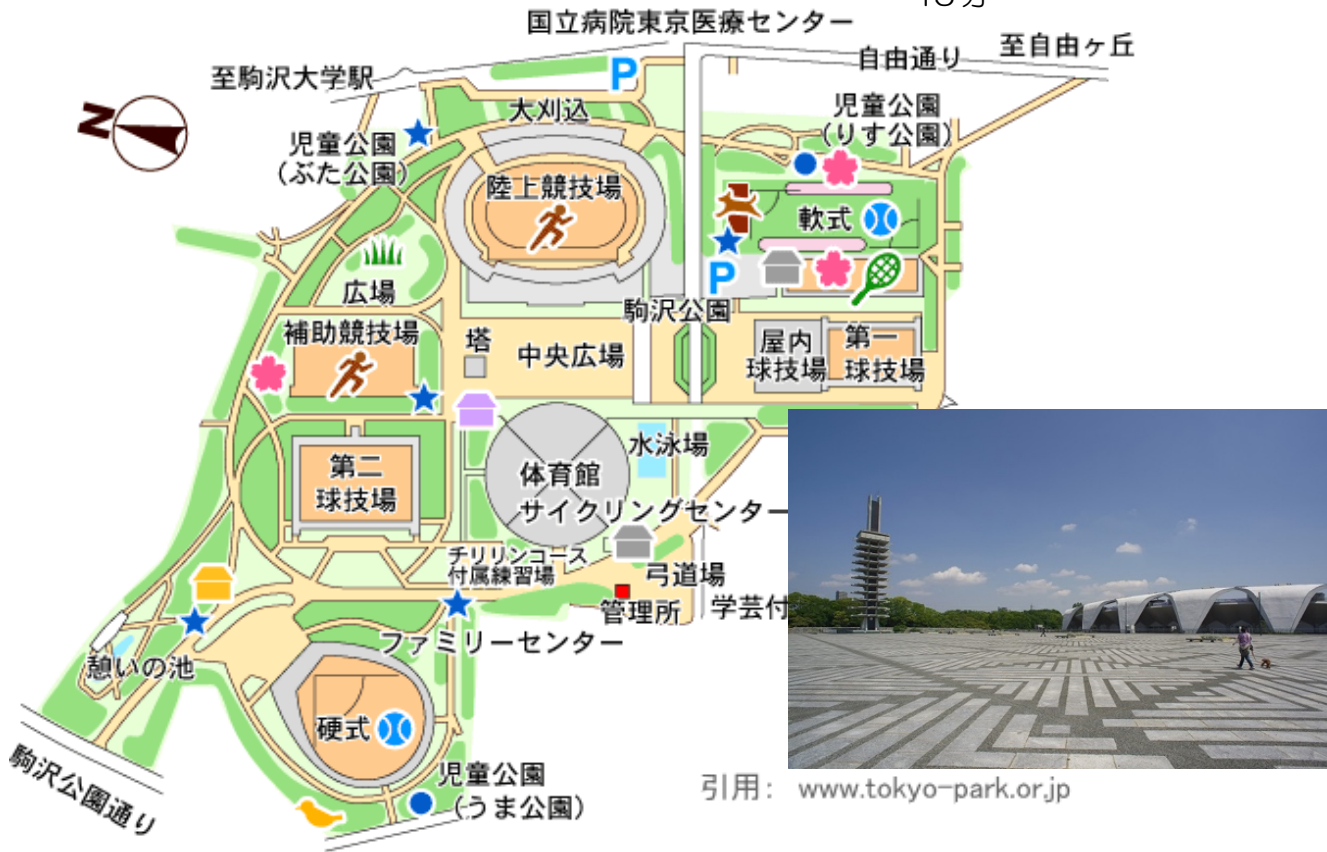 国立病院東京医療センター
至自由ヶ丘
自由通り
至駒沢大学駅
P
大刈込
児童公園
(りす公園)
N
児童公園
(ぶた公園)
陸上競技場
軟式
P
広場
駒沢公園
補助競技場
塔
中央広場
屋内
球技場
第一
球技場
水泳場
第二
球技場
体育館
サイクリングセンター
チリリンコース
付属練習場
弓道場
管理所
学芸付
ファミリーセンター
憩いの池
硬式
駒沢公園通り
児童公園
(うま公園)
引用： www.tokyo-park.or.jp